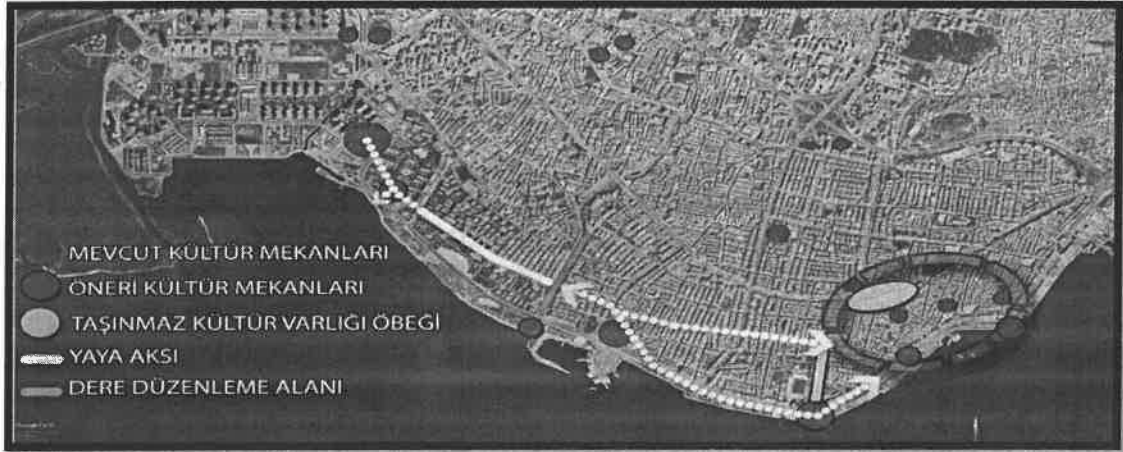 MEVCUT KÜLTÜR MEKANLARI
ÖNERİ KÜLTÜR MEKANLARI
TAŞINMAZ KÜLTÜR VARLIĞI ÖBEĞİ
YAYA AKSI
DERE DÜZENLEME ALANI